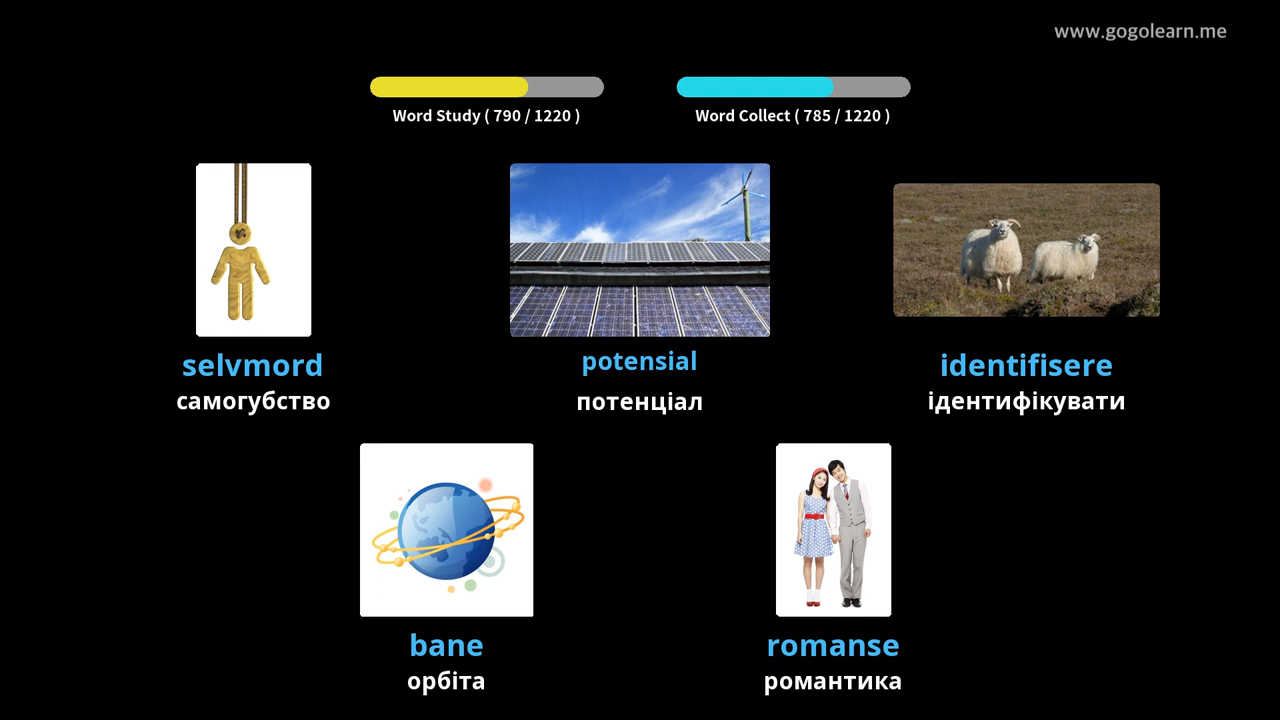 www.gogolearn.me
Word Study ( 790 / 1220 )
Word Collect ( 785 / 1220 )
selvmord
самогубство
potensial
потенціал
identifisere
ідентифікувати
bane
орбіта
romanse
романтика